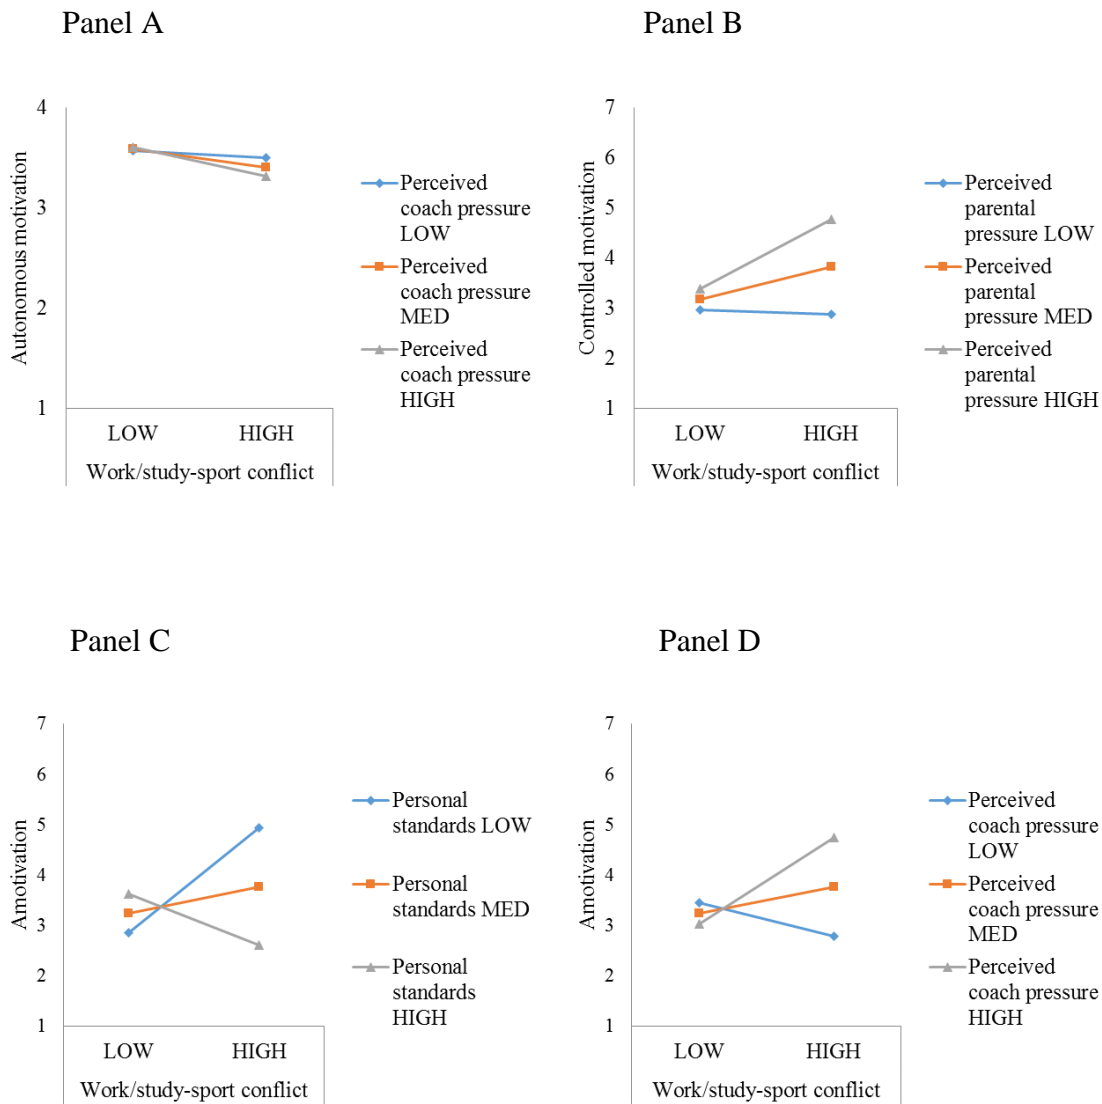 Panel A
4
3
2
1
Autonomous motivation
LOW
HIGH
Work/study-sport conflict
Perceived
coach pressure
LOW
Perceived
coach pressure
MED
Perceived
coach pressure
HIGH
Panel B
7
6
5
4
3
2
1
Controlled motivation
LOW
HIGH
Work/study-sport conflict
Perceived
parental
pressure LOW
Perceived
parental
pressure MED
Perceived
parental
pressure HIGH
Panel C
7
6
5
4
3
2
1
Amotivation
LOW
HIGH
Work/study-sport conflict
Personal
standards LOW
Personal
standards MED
Personal
standards
HIGH
Panel D
7
6
5
4
3
2
1
Amotivation
LOW
HIGH
Work/study-sport conflict
Perceived
coach pressure
LOW
Perceived
coach pressure
MED
Perceived
coach pressure
HIGH